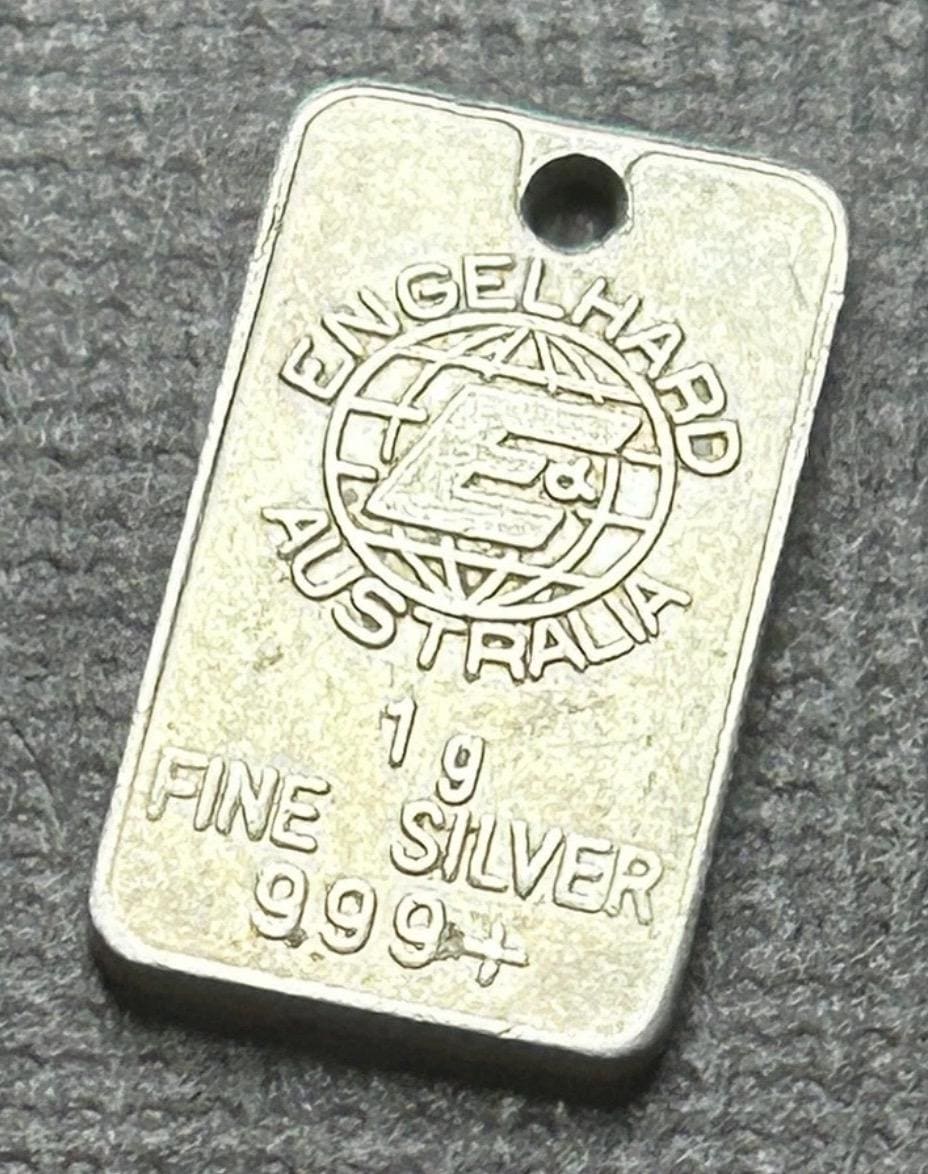 ENGELHARD
E α
AUSTRALIA
1 g
FINE SILVER
999+